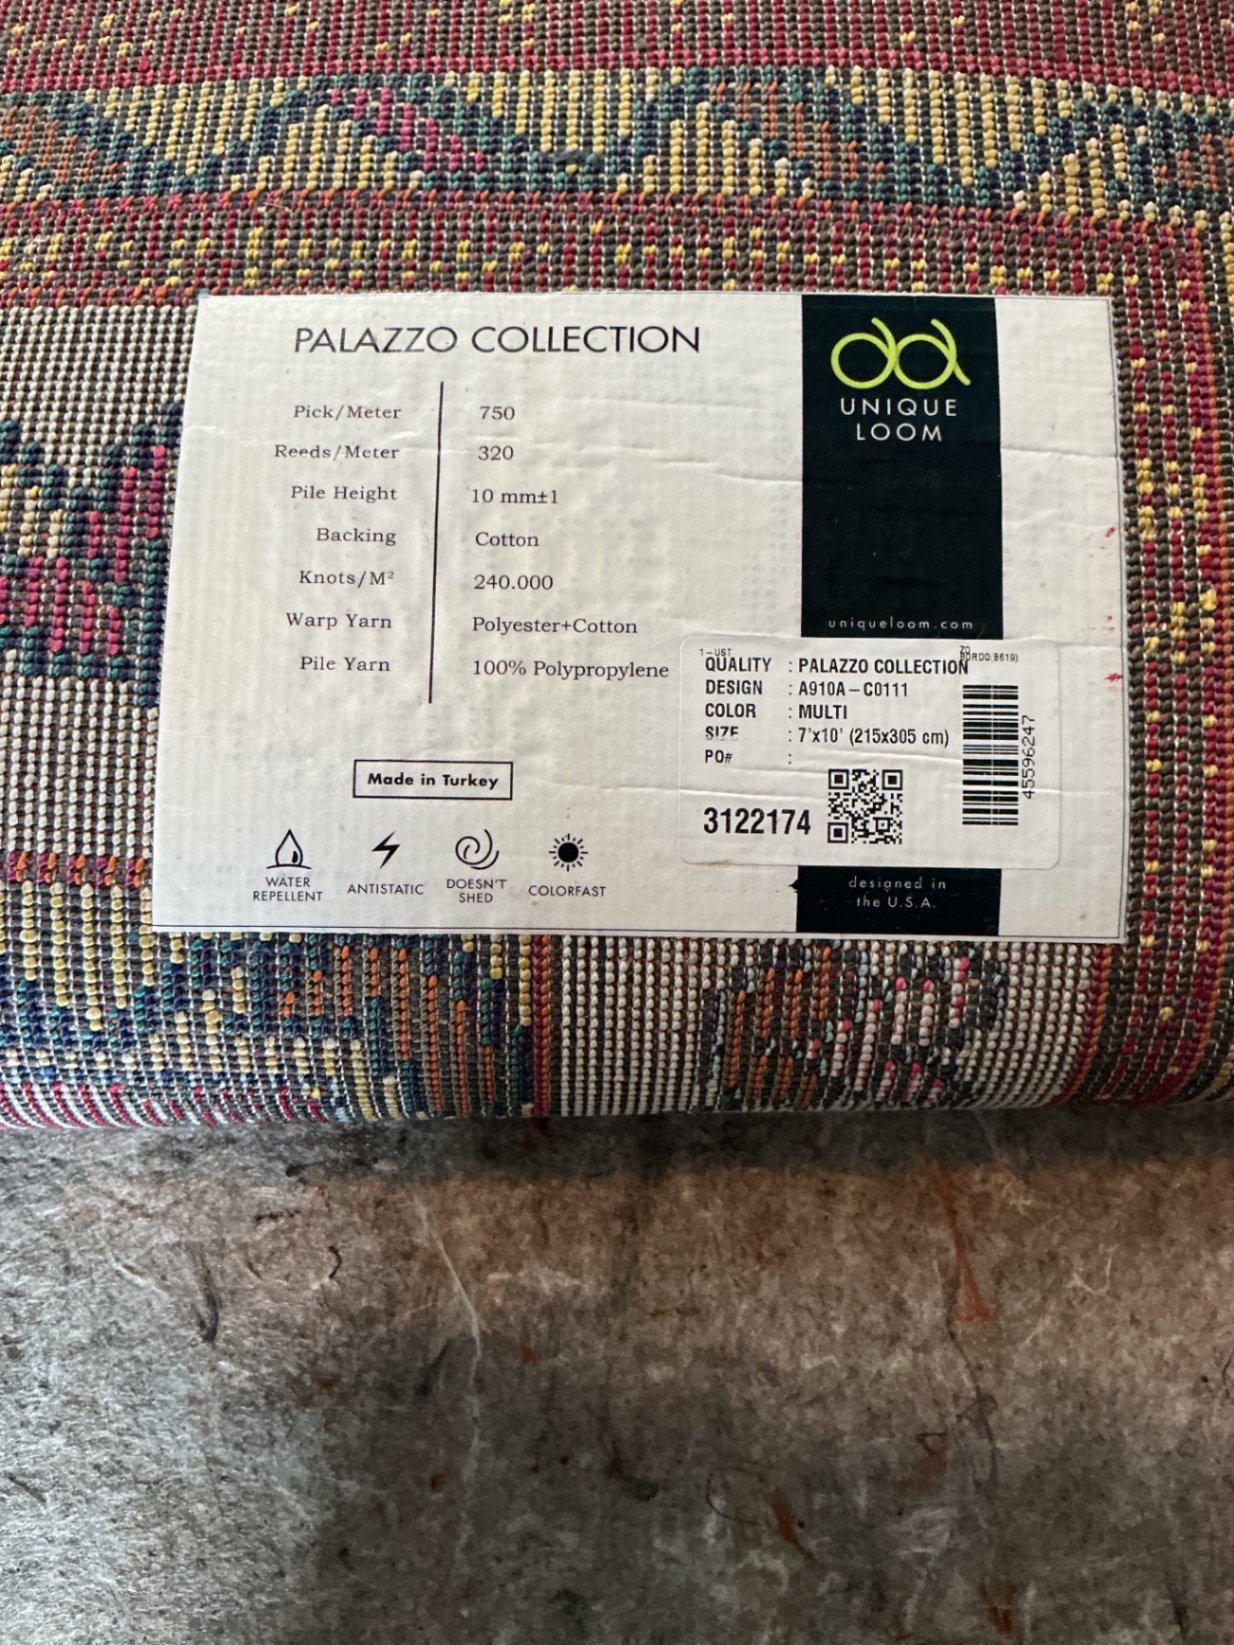 PALAZZO COLLECTION
Pick/Meter 750
Reeds/Meter 320
Pile Height 10 mm±1
Backing Cotton
Knots/M² 240.000
Warp Yarn Polyester+Cotton
Pile Yarn 100% Polypropylene
Made in Turkey
WATER
REPELLENT
ANTISTATIC
DOESN'T
SHED
COLORFAST
UNIQUE
LOOM
uniqueloom.com
1-UST
QUALITY : PALAZZO COLLECTION
DESIGN : A910A-C0111
COLOR : MULTI
SIZE : 7'x10' (215x305 cm)
PO# :
3122174
45596247
designed in
the U.S.A.